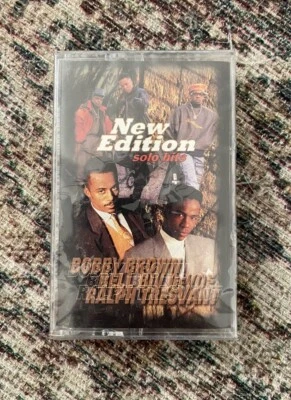 New
Edition
solo hits
BOBBY BROWN
BELL BIV DEVOE
RALPH TRESVANT